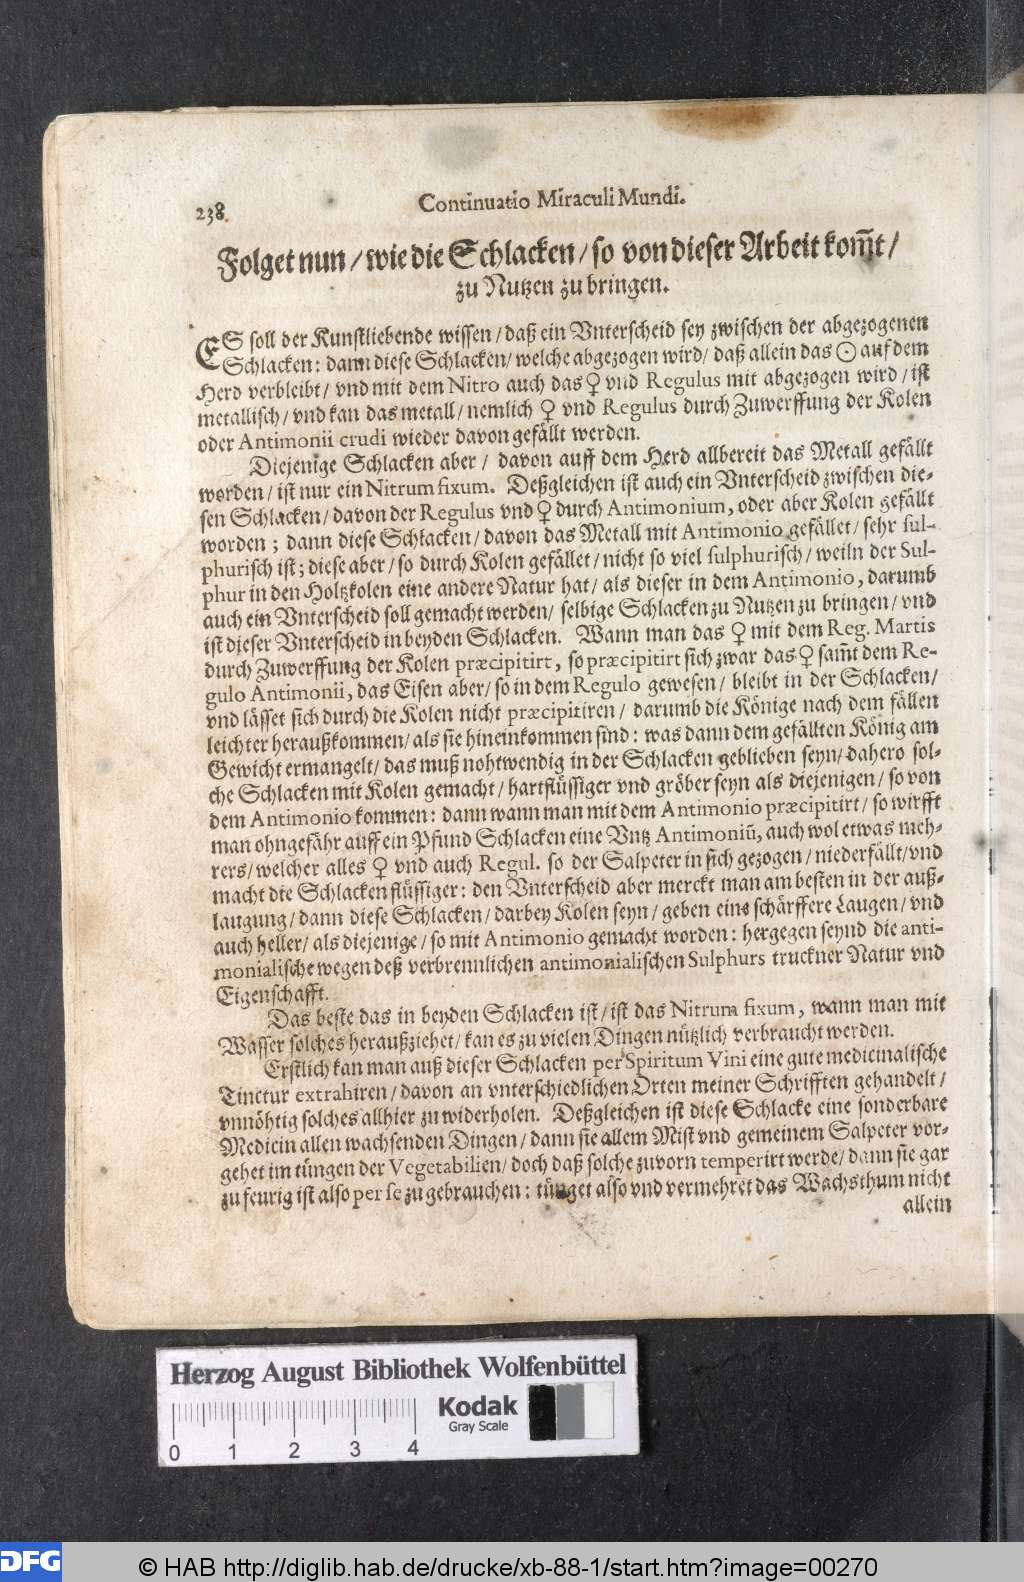 238
Continuatio Miraculi Mundi.
Folget nun / wie die Schlacken / so von dieser Arbeit kom̃t /
zu Nutzen zu bringen.
ES soll der Kunstliebende wissen / daß ein Vnterscheid sey zwischen der abgezogenen
Schlacken: dann diese Schlacken / welche abgezogen wird / daß allein das ☉ auf dem
Herd verbleibt / vnd mit dem Nitro auch das ♀ vnd Regulus mit abgezogen wird / ist
metallisch / vnd kan das metall / nemlich ♀ vnd Regulus durch Zuwerffung der Kolen
oder Antimonii crudi wieder davon gefällt werden.
Diejenige Schlacken aber / davon auff dem Herd allbereit das Metall gefällt
worden / ist nur ein Nitrum fixum. Deßgleichen ist auch ein Vnterscheid zwischen die-
sen Schlacken / davon der Regulus vnd ♀ durch Antimonium, oder aber Kolen gefällt
worden ; dann diese Schlacken / davon das Metall mit Antimonio gefället / sehr sul-
phurisch ist ; diese aber / so durch Kolen gefället / nicht so viel sulphurisch / weiln der Sul-
phur in den Holtzkolen eine andere Natur hat / als dieser in dem Antimonio, darumb
auch ein Vnterscheid soll gemacht werden / selbige Schlacken zu Nutzen zu bringen / vnd
ist dieser Vnterscheid in beyden Schlacken. Wann man das ♀ mit dem Reg. Martis
durch Zuwerffung der Kolen præcipitirt, so præcipitirt sich zwar das ♀ sam̃t dem Re-
gulo Antimonii, das Eisen aber / so in dem Regulo gewesen / bleibt in der Schlacken /
vnd lässet sich durch die Kolen nicht præcipitiren / darumb die Könige nach dem fällen
leichter heraußkommen / als sie hineinkommen sind : was dann dem gefällten König am
Gewicht ermangelt / das muß nohtwendig in der Schlacken geblieben seyn / dahero sol-
che Schlacken mit Kolen gemacht / hartflüssiger vnd gröber seyn als diejenigen / so von
dem Antimonio kommen : dann wann man mit dem Antimonio præcipitirt / so wirfft
man ohngefähr auff ein Pfund Schlacken eine Vntz Antimoniū, auch wol etwas meh-
rers / welcher alles ♀ vnd auch Regul. so der Salpeter in sich gezogen / niederfällt / vnd
macht die Schlacken flüssiger : den Vnterscheid aber merckt man am besten in der auß-
laugung / dann diese Schlacken / darbey Kolen seyn / geben eine schärffere Laugen / vnd
auch heller / als diejenige / so mit Antimonio gemacht worden : hergegen seynd die anti-
monialische wegen deß verbrennlichen antimonialischen Sulphurs truckner Natur vnd
Eigenschafft.
Das beste das in beyden Schlacken ist / ist das Nitrum fixum, wann man mit
Wasser solches heraußziehet / kan es zu vielen Dingen nützlich verbraucht werden.
Erstlich kan man auß dieser Schlacken per Spiritum Vini eine gute medicinalische
Tinctur extrahiren / davon an vnterschiedlichen Orten meiner Schrifften gehandelt /
vnnöhtig solches allhier zu widerholen. Deßgleichen ist diese Schlacke eine sonderbare
Medicin allen wachsenden Dingen / dann sie allem Mist vnd gemeinem Salpeter vor-
gehet im tüngen der Vegetabilien / doch daß solche zuvorn temperirt werde / dann sie gar
zu feurig ist also per se zu gebrauchen : tünget also vnd vermehret das Wachsthum nicht
allein
Herzog August Bibliothek Wolfenbüttel
Kodak
Gray Scale
0 1 2 3 4
DFG
© HAB http://diglib.hab.de/drucke/xb-88-1/start.htm?image=00270